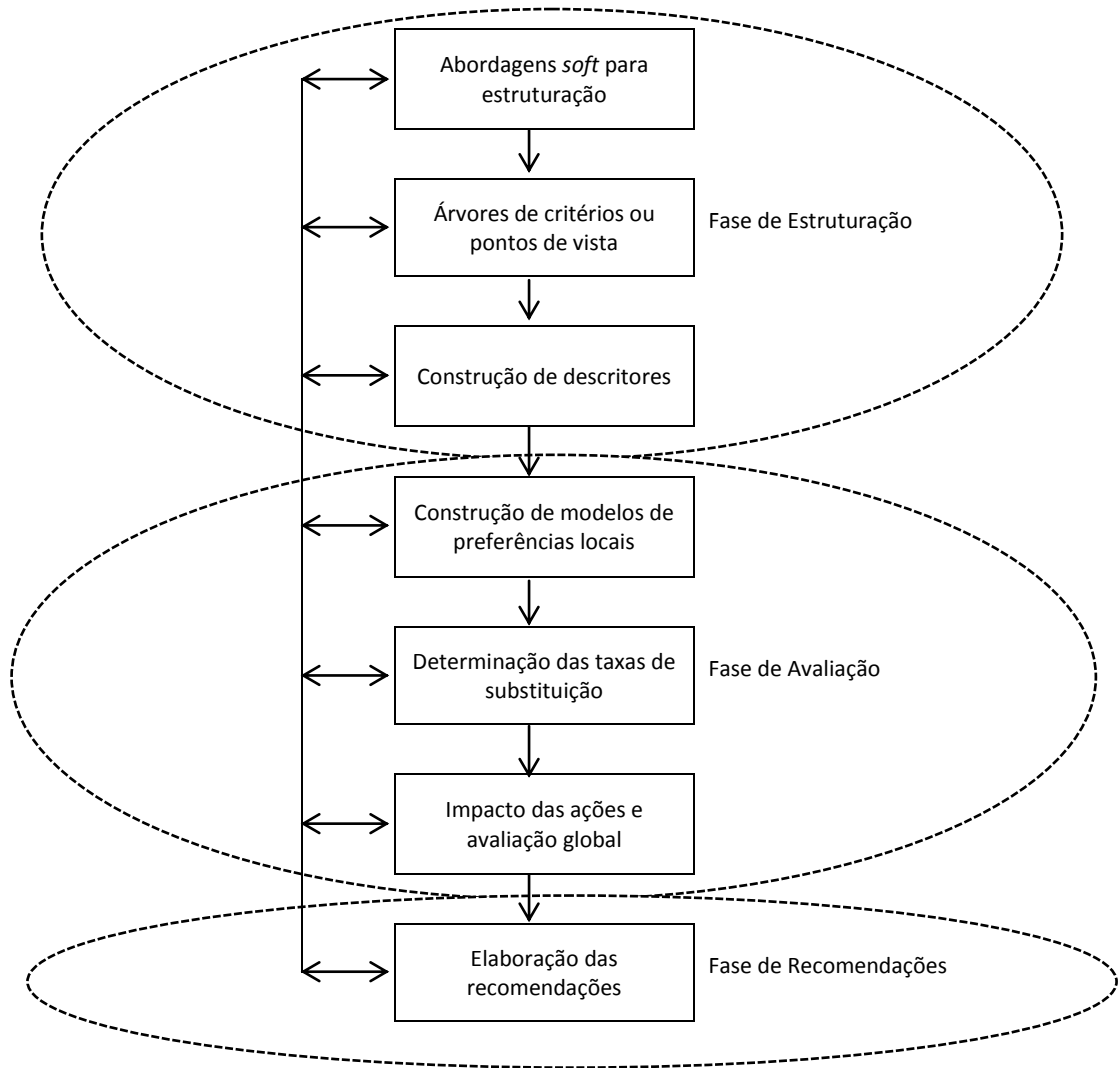 Abordagens soft para
estruturação
Árvores de critérios ou
pontos de vista
Fase de Estruturação
Construção de descritores
Construção de modelos de
preferências locais
Determinação das taxas de
substituição
Fase de Avaliação
Impacto das ações e
avaliação global
Elaboração das
recomendações
Fase de Recomendações